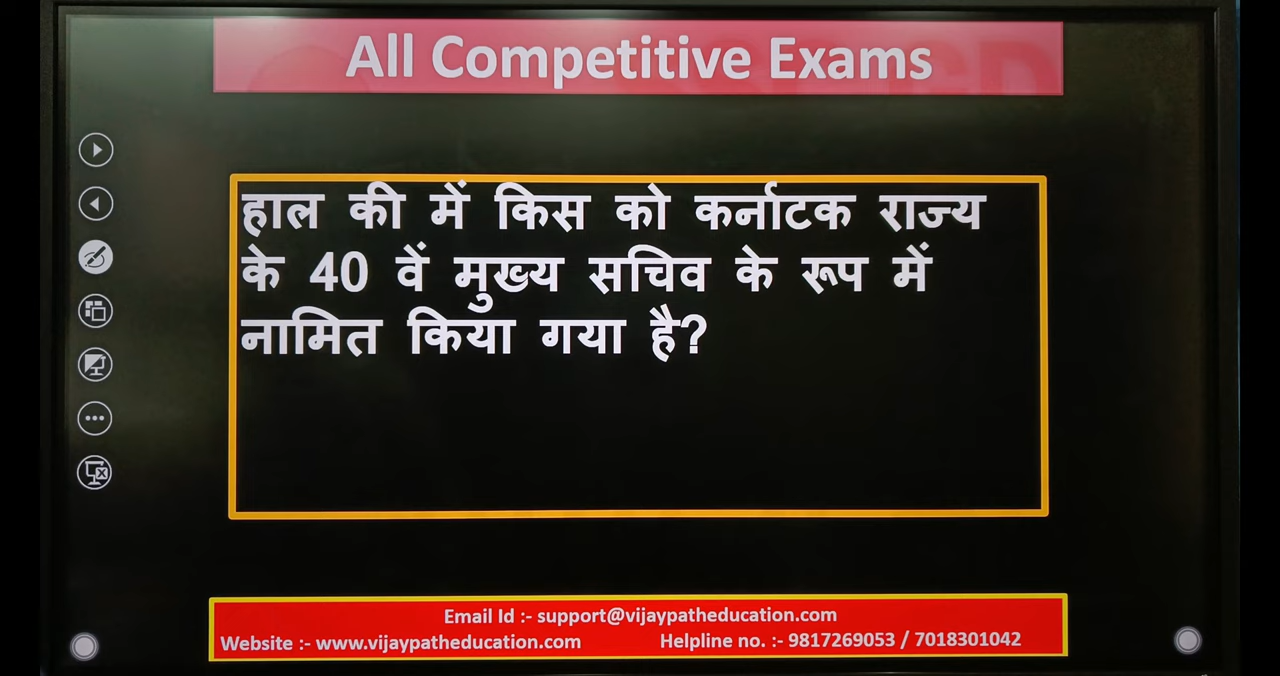 All Competitive Exams
हाल की में किस को कर्नाटक राज्य
के 40 वें मुख्य सचिव के रूप में
नामित किया गया है?
Email Id :- support@vijaypatheducation.com
Website :- www.vijaypatheducation.com Helpline no. :- 9817269053 / 7018301042